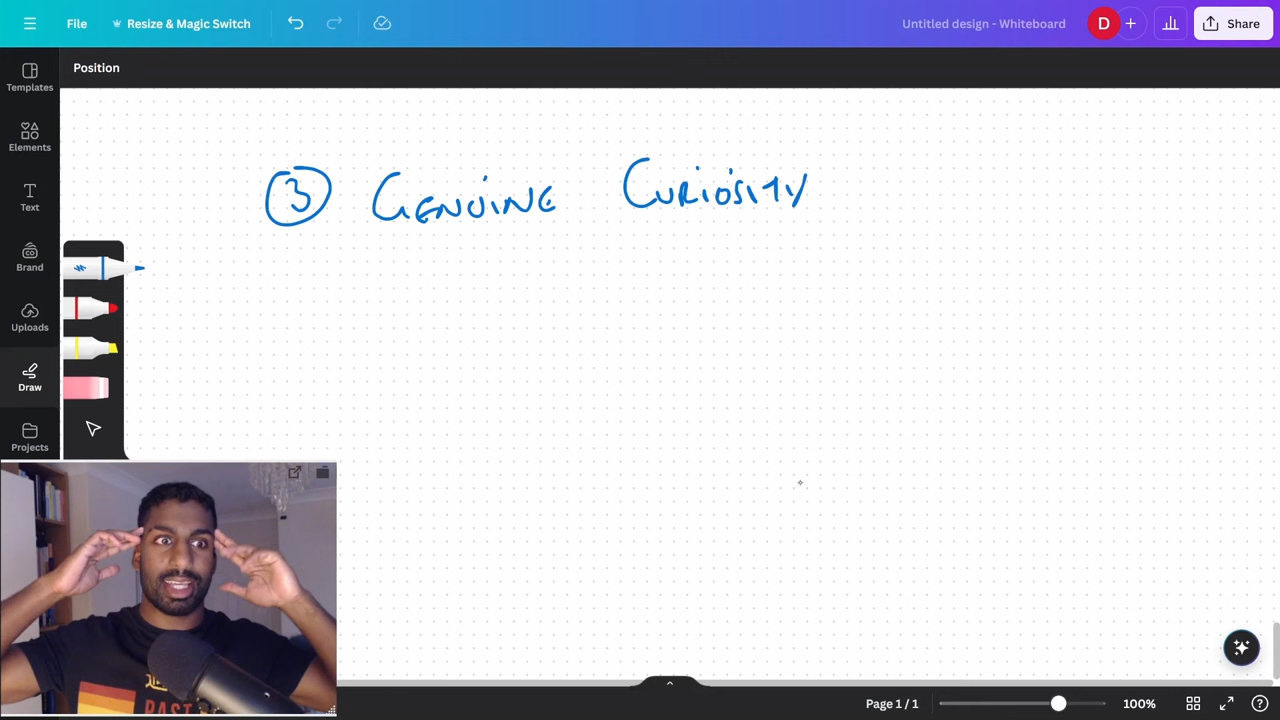 File
Resize & Magic Switch
Untitled design - Whiteboard
D
Share
Position
Templates
Elements
Text
Brand
Uploads
Draw
Projects
3 GENUINE CURIOSITY
PAST
Page 1 / 1
100%